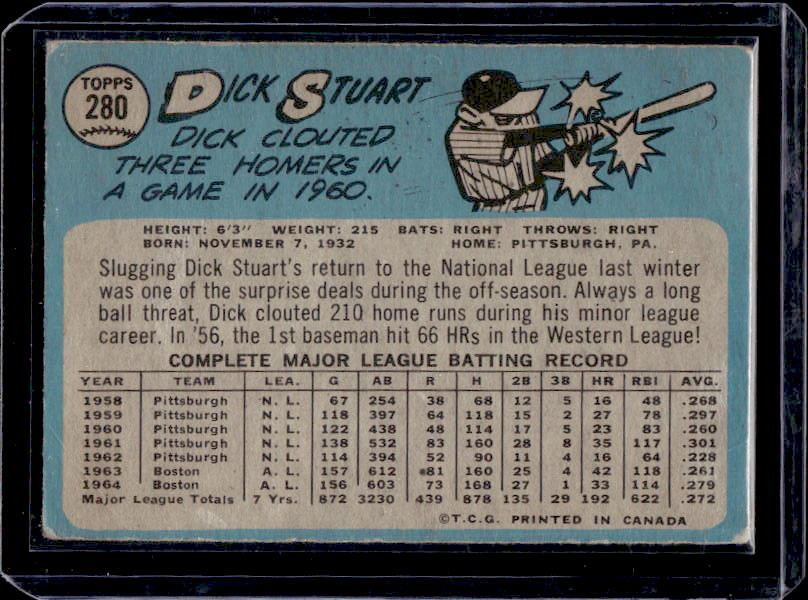 TOPPS
280
DICK STUART
DICK CLOUTED
THREE HOMERS IN
A GAME IN 1960.
HEIGHT: 6'3" WEIGHT: 215 BATS: RIGHT THROWS: RIGHT
BORN: NOVEMBER 7, 1932 HOME: PITTSBURGH, PA.
Slugging Dick Stuart's return to the National League last winter
was one of the surprise deals during the off-season. Always a long
ball threat, Dick clouted 210 home runs during his minor league
career. In '56, the 1st baseman hit 66 HRs in the Western League!
COMPLETE MAJOR LEAGUE BATTING RECORD
YEAR TEAM LEA. G AB R H 2B 3B HR RBI AVG.
1958 Pittsburgh N. L. 67 254 38 68 12 5 16 48 .268
1959 Pittsburgh N. L. 118 397 64 118 15 2 27 78 .297
1960 Pittsburgh N. L. 122 438 48 114 17 5 23 83 .260
1961 Pittsburgh N. L. 138 532 83 160 28 8 35 117 .301
1962 Pittsburgh N. L. 114 394 52 90 11 4 16 64 .228
1963 Boston A. L. 157 612 81 160 25 4 42 118 .261
1964 Boston A. L. 156 603 73 168 27 1 33 114 .279
Major League Totals 7 Yrs. 872 3230 439 878 135 29 192 622 .272
©T.C.G. PRINTED IN CANADA